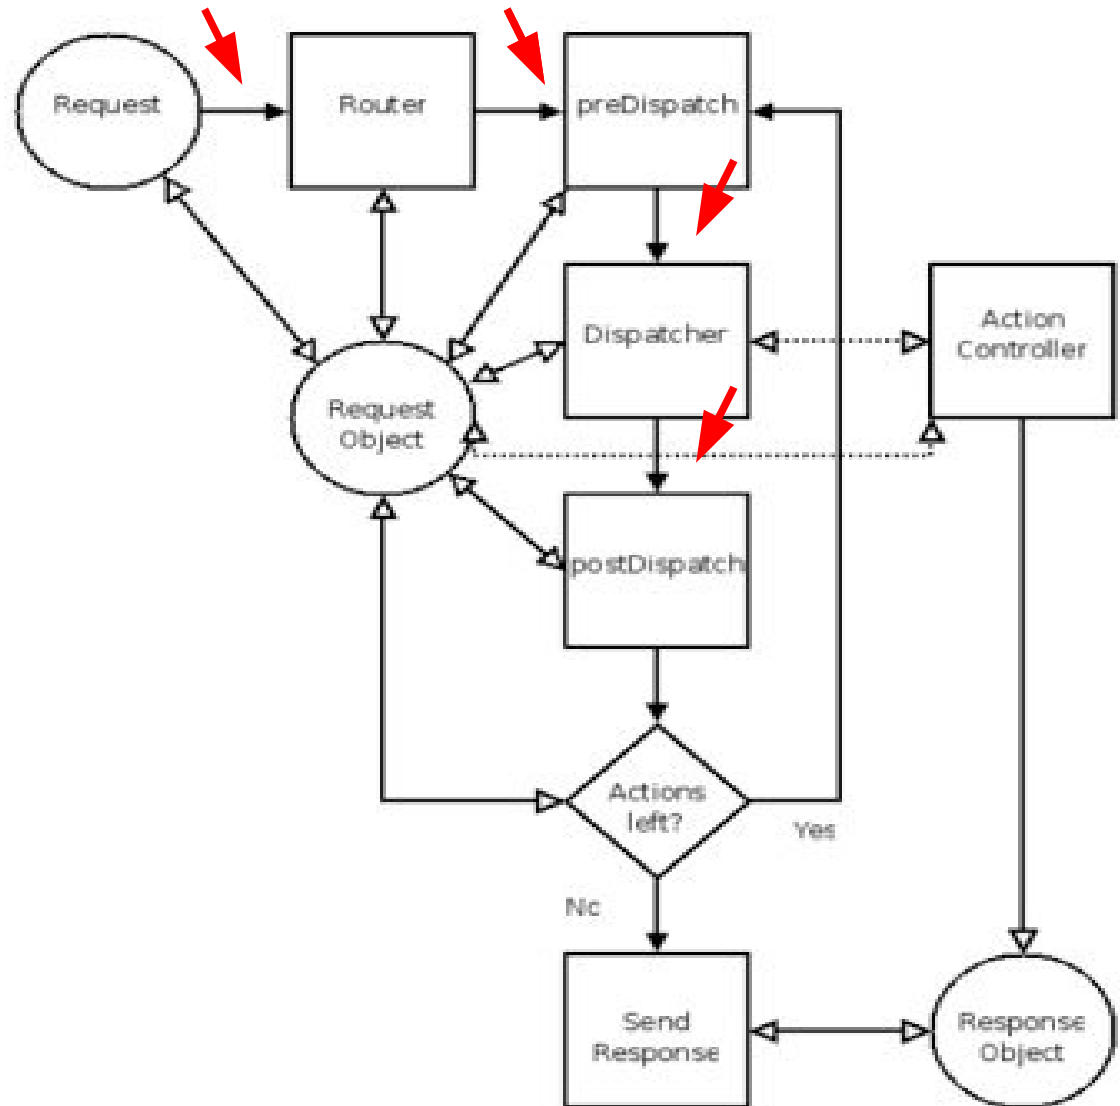 Request
Router
preDispatch
Dispatcher
Action
Controller
Request
Object
postDispatch
Actions
left?
Yes
No
Send
Response
Response
Object